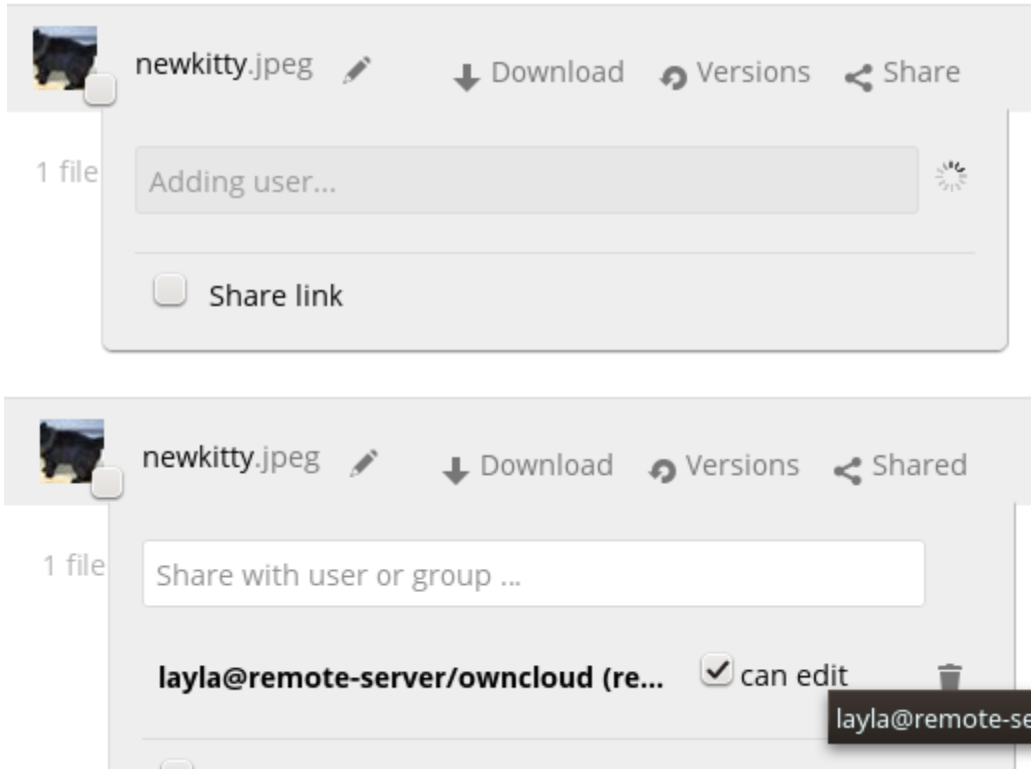 newkitty.jpeg Download Versions Share
1 file
Adding user...
Share link
newkitty.jpeg Download Versions Shared
1 file
Share with user or group ...
layla@remote-server/owncloud (re... can edit
layla@remote-se